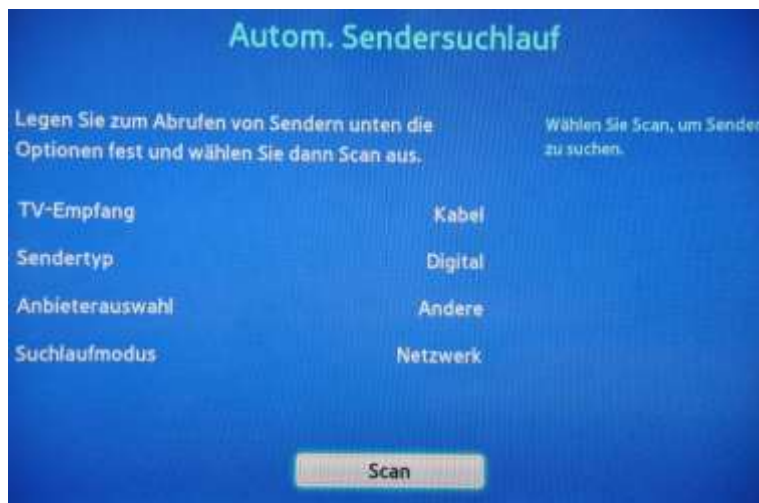 Autom. Sendersuchlauf
Legen Sie zum Abrufen von Sendern unten die
Optionen fest und wählen Sie dann Scan aus.
Wählen Sie Scan, um Sender
zu suchen.
TV-Empfang Kabel
Sendertyp Digital
Anbieterauswahl Andere
Suchlaufmodus Netzwerk
Scan